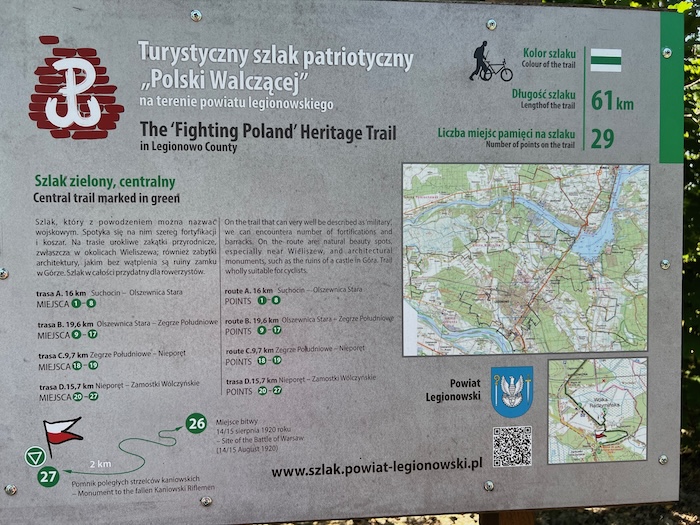 Turystyczny szlak patriotyczny
„Polski Walczącej”
na terenie powiatu legionowskiego
The ‘Fighting Poland’ Heritage Trail
in Legionowo County
Kolor szlaku
Colour of the trail
Długość szlaku
Lengthof the trail
61 km
Liczba miejsc pamięci na szlaku
Number of points on the trail
29
Szlak zielony, centralny
Central trail marked in green
Szlak, który z powodzeniem można nazwać
wojskowym. Spotyka się na nim szereg fortyfikacji
i koszar. Na trasie urokliwe zakątki przyrodnicze,
zwłaszcza w okolicach Wieliszewa; również zabytki
architektury, jakim bez wątpienia są ruiny zamku
w Górze. Szlak w całości przydatny dla rowerzystów.
On the trail that can very well be described as 'military',
we can encounter number of fortifications and
barracks. On the route are: natural beauty spots,
especially near Wieliszew, and architectural
monuments, such as the ruins of a castle in Góra. Trail
wholly suitable for cyclists.
trasa A. 16 km Suchocin – Olszewnica Stara
MIEJSCA 1 – 8
trasa B. 19,6 km Olszewnica Stara – Zegrze Południowe
MIEJSCA 9 – 17
trasa C.9,7 km Zegrze Południowe – Nieporęt
MIEJSCA 18 – 19
trasa D.15,7 km Nieporęt – Zamostki Wólczyńskie
MIEJSCA 20 – 27
route A. 16 km Suchocin – Olszewnica Stara
POINTS 1 – 8
route B. 19,6 km Olszewnica Stara – Zegrze Południowe
POINTS 9 – 17
route C.9,7 km Zegrze Południowe – Nieporęt
POINTS 18 – 19
trasa D.15,7 km Nieporęt – Zamostki Wólczyńskie
POINTS 20 – 27
26
Miejsce bitwy
14/15 sierpnia 1920 roku
– Site of the Battle of Warsaw
(14/15 August 1920)
2 km
27
Pomnik poległych strzelców kaniowskich
– Monument to the fallen Kaniowski Riflemen
Powiat
Legionowski
www.szlak.powiat-legionowski.pl
Wólka
Radzymińska